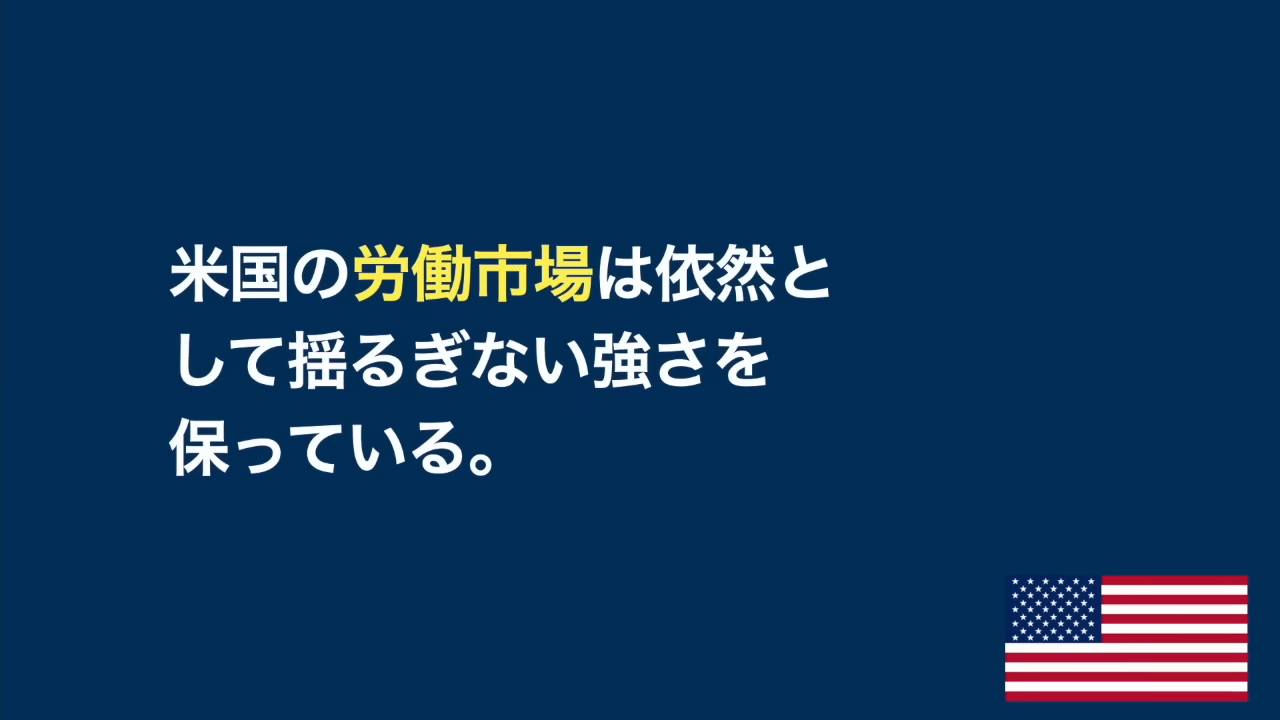 米国の労働市場は依然と
して揺るぎない強さを
保っている。